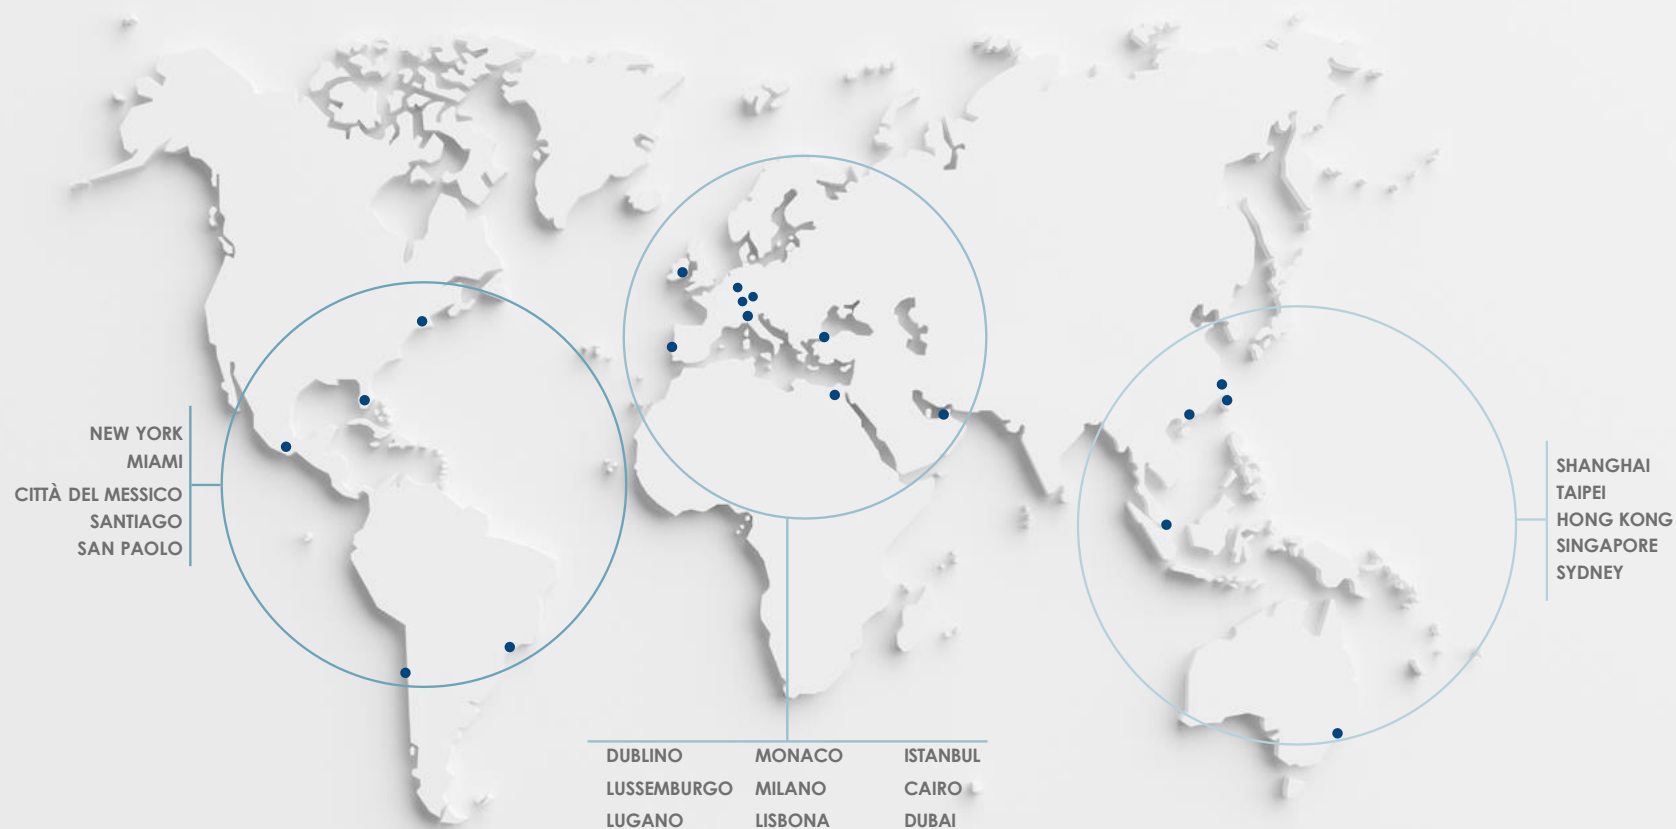 NEW YORK
MIAMI
CITTÀ DEL MESSICO
SANTIAGO
SAN PAOLO
DUBLINO MONACO ISTANBUL
LUSSEMBURGO MILANO CAIRO
LUGANO LISBONA DUBAI
SHANGHAI
TAIPEI
HONG KONG
SINGAPORE
SYDNEY